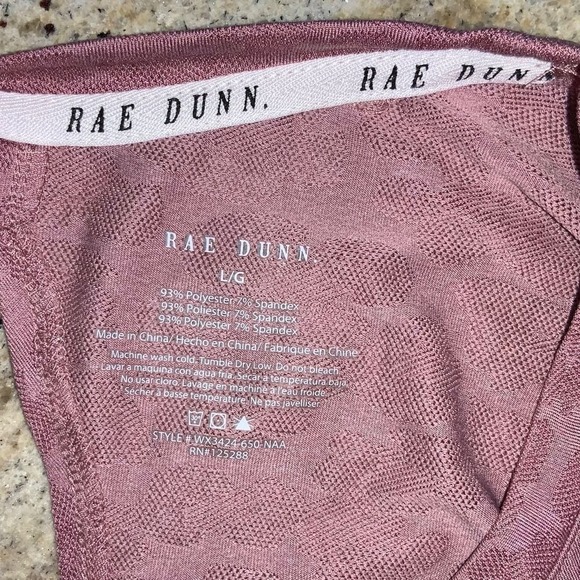 RAE DUNN. RAE DUNN
RAE DUNN
L/G
93% Polyester 7% Spandex
93% Poliester 7% Spandex
93% Polyester 7% Spandex
Made in China/ Hecho en China/ Fabriqué en Chine
Machine wash cold. Tumble Dry Low. Do not bleach.
Lavar a maquina con agua fria. Secar a temperatura baja.
No usar cloro. Lavage en machine à l'eau froide.
Sécher à basse température. Ne pas javelliser.
STYLE #:WX3424-650-NAA
RN#125288